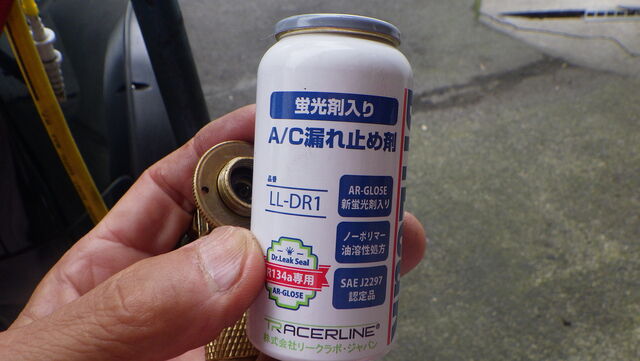 蛍光剤入り
A/C漏れ止め剤
品番
LL-DR1
AR-GLO5E
新蛍光剤入り
ノーポリマー
油溶性処方
SAE J2297
認定品
Dr.Leak Seal
R134a専用
AR-GLO5E
TRACERLINE®
株式会社リークラボ・ジャパン